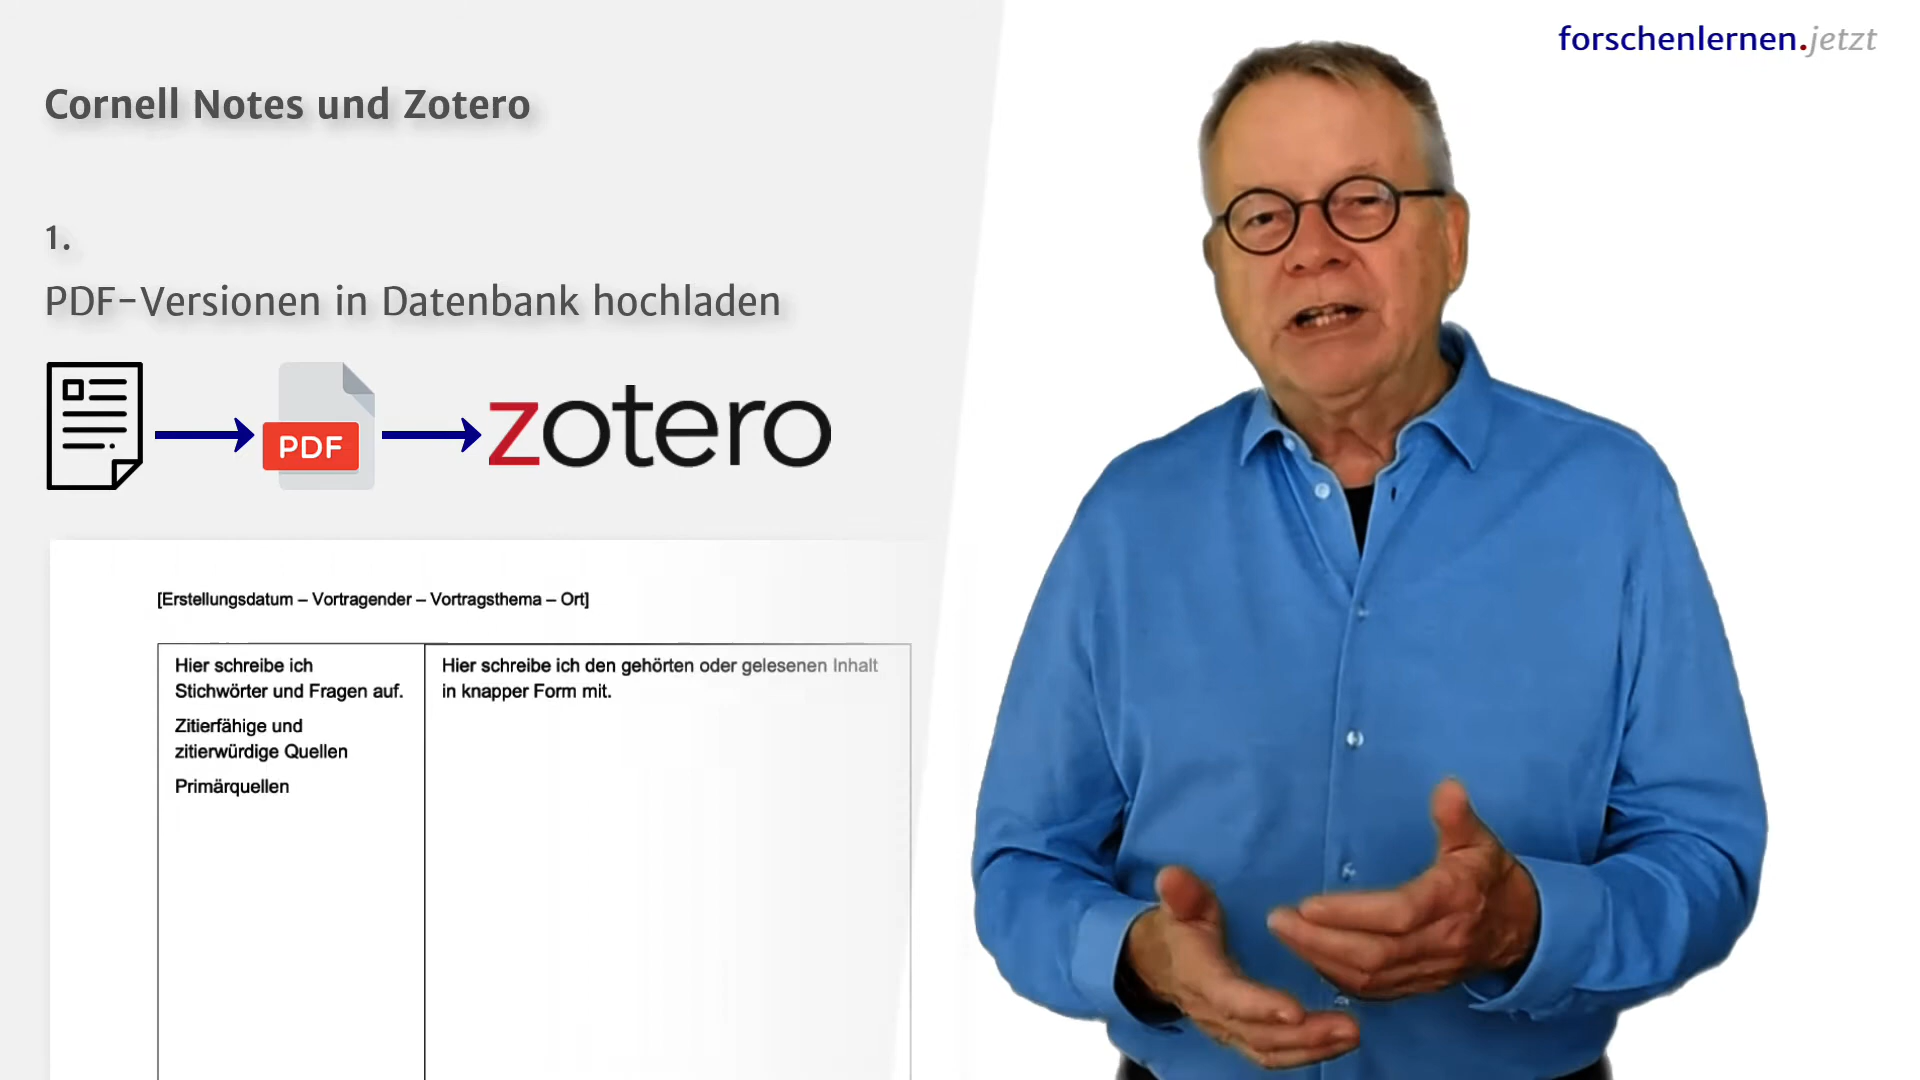 forschenlernen.jetzt
Cornell Notes und Zotero
1.
PDF-Versionen in Datenbank hochladen
PDF
zotero
[Erstellungsdatum – Vortragender – Vortragsthema – Ort]
Hier schreibe ich
Stichwörter und Fragen auf.
Zitierfähige und
zitierwürdige Quellen
Primärquellen
Hier schreibe ich den gehörten oder gelesenen Inhalt
in knapper Form mit.